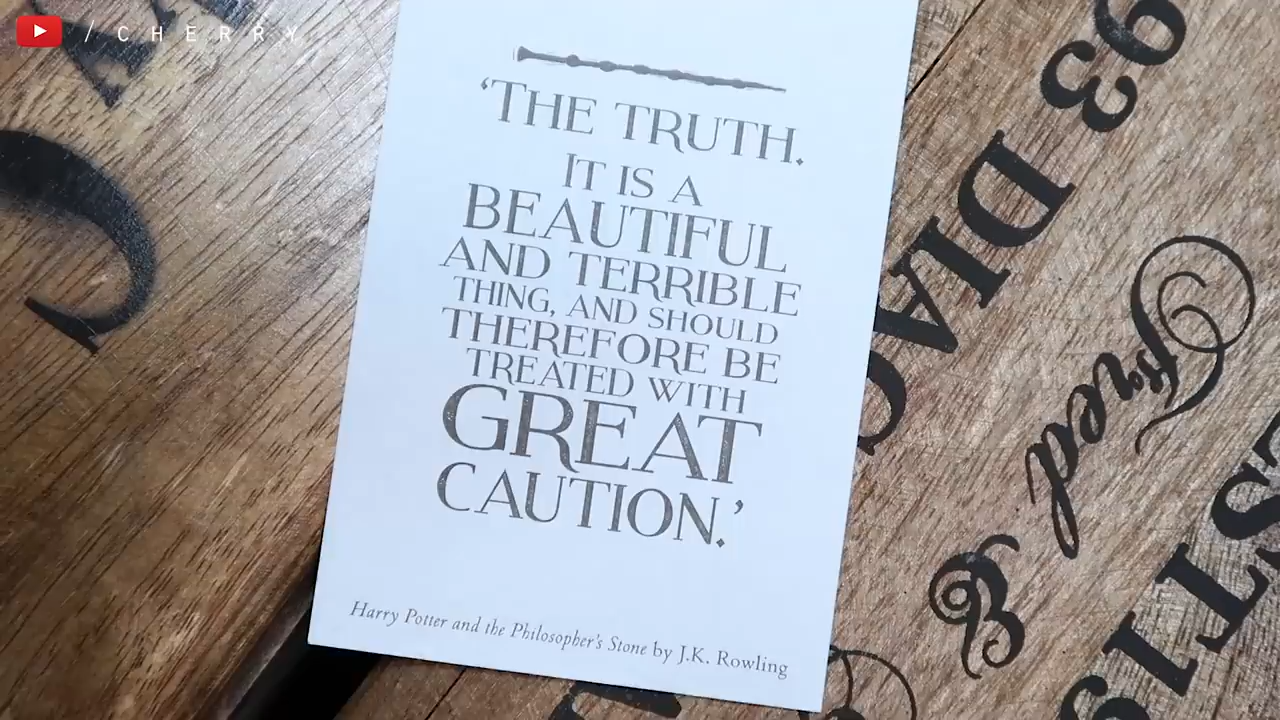 / CHERRY
‘THE TRUTH.
IT IS A
BEAUTIFUL
AND TERRIBLE
THING, AND SHOULD
THEREFORE BE
TREATED WITH
GREAT
CAUTION.’
Harry Potter and the Philosopher's Stone by J.K. Rowling
93 DIAG
Fred
&